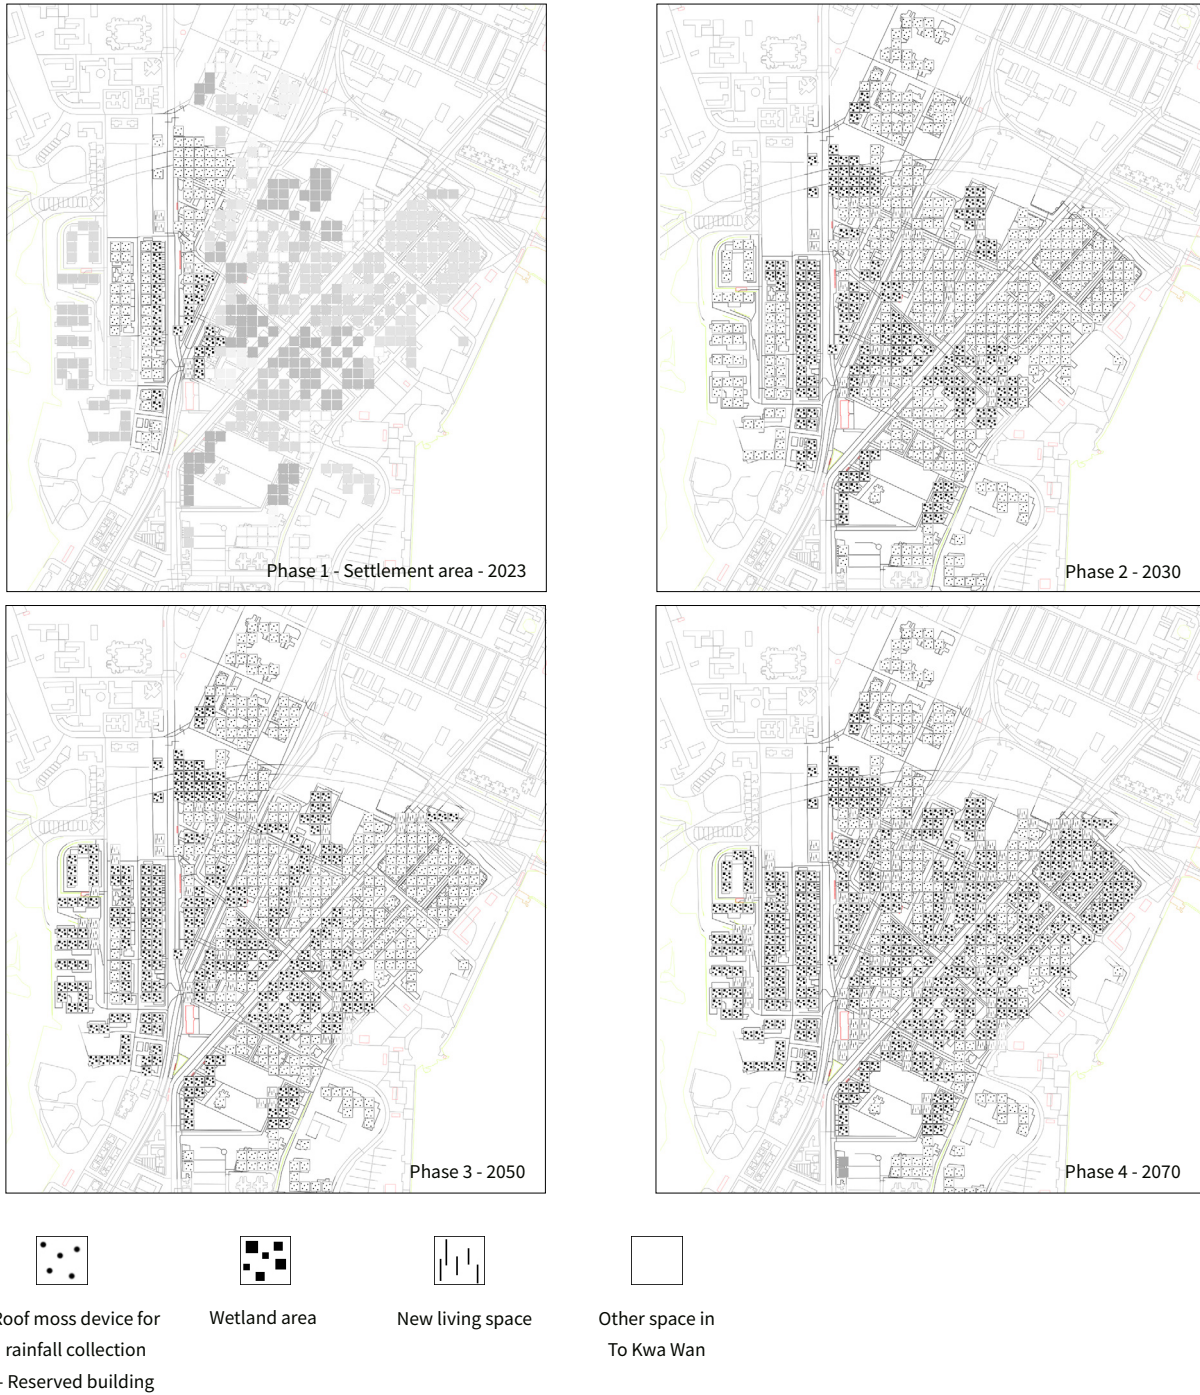 Phase 1 - Settlement area - 2023
Phase 2 - 2030
Phase 3 - 2050
Phase 4 - 2070
Roof moss device for
rainfall collection
- Reserved building
Wetland area
New living space
Other space in
To Kwa Wan